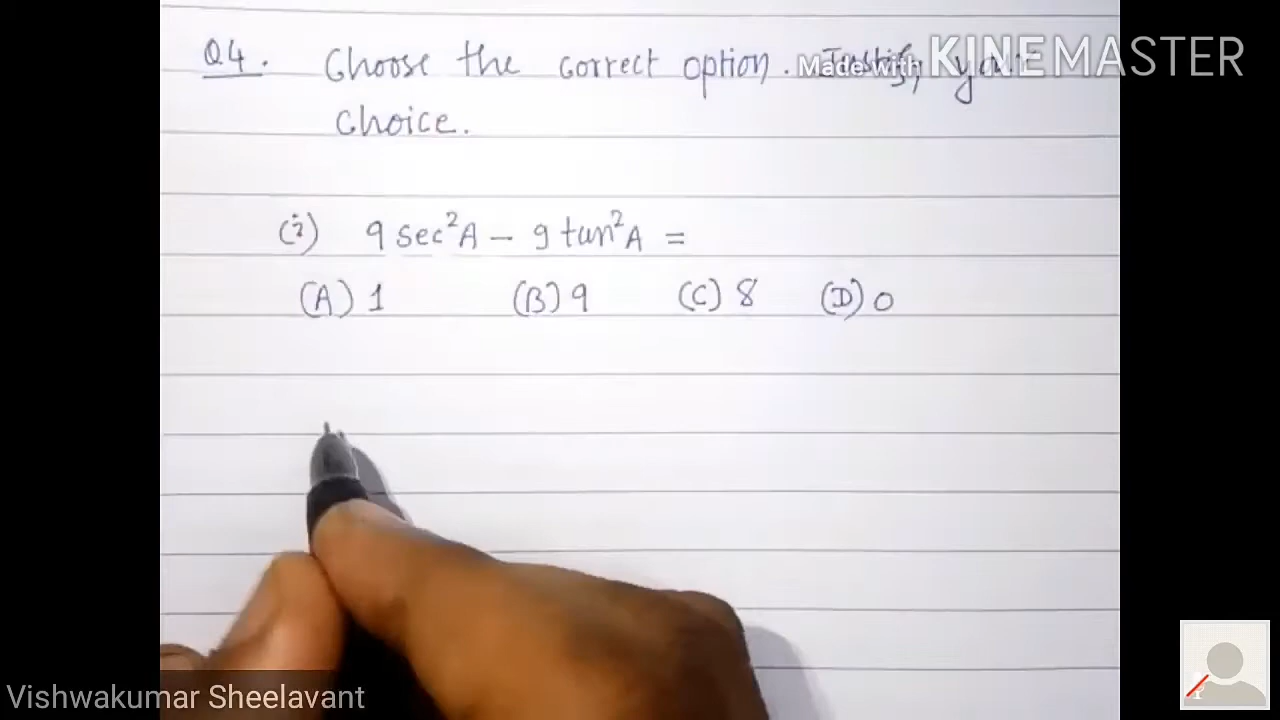 Q4. Choose the correct option. Justify your
Made with KINEMASTER
choice.
(i) 9 sec²A - 9 tan²A =
(A) 1 (B) 9 (C) 8 (D) 0
Vishwakumar Sheelavant